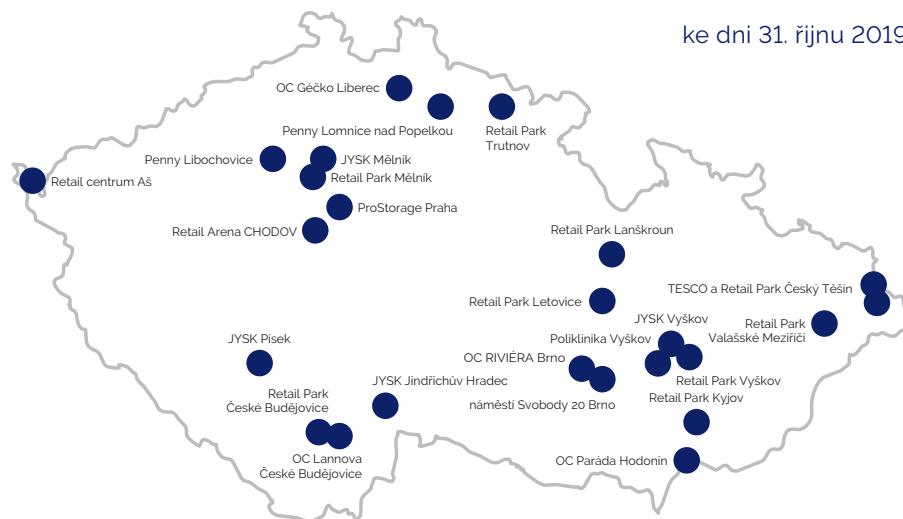 ke dni 31. říjnu 2019
OC Géčko Liberec
Penny Lomnice nad Popelkou
Retail Park
Trutnov
Penny Libochovice
JYSK Mělník
Retail Park Mělník
Retail centrum Aš
ProStorage Praha
Retail Arena CHODOV
Retail Park Lanškroun
TESCO a Retail Park Český Těšín
Retail Park Letovice
JYSK Vyškov
Retail Park
Valašské Meziříčí
JYSK Písek
Poliklinika Vyškov
OC RIVIÉRA Brno
JYSK Jindřichův Hradec
Retail Park Vyškov
Retail Park
České Budějovice
náměstí Svobody 20 Brno
Retail Park Kyjov
OC Lannova
České Budějovice
OC Paráda Hodonín